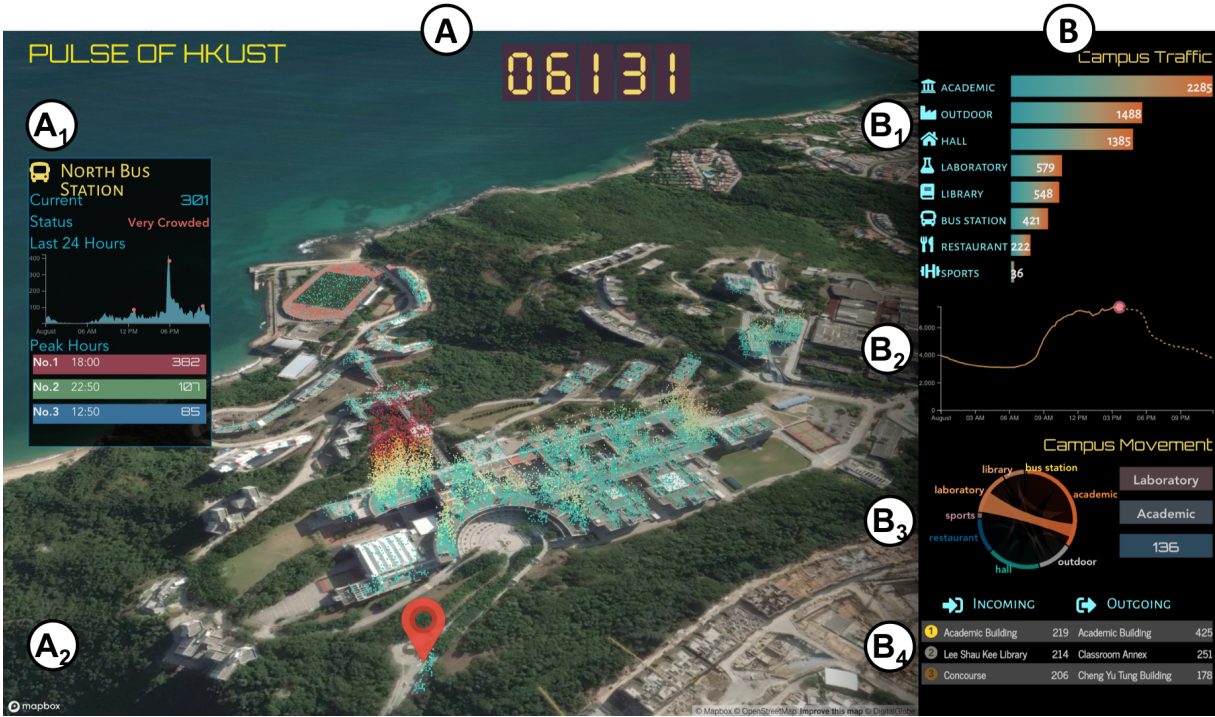 A
B
PULSE OF HKUST
06131
Campus Traffic
A1
B1
ACADEMIC 2285
OUTDOOR 1488
HALL 1385
LABORATORY 579
LIBRARY 548
BUS STATION 421
RESTAURANT 222
SPORTS 36
NORTH BUS
STATION
Current 301
Status Very Crowded
Last 24 Hours
400
300
200
100
August 06 AM 12 PM 06 PM
Peak Hours
No.1 18:00 382
No.2 22:50 107
No.3 12:50 85
B2
6,000
4,000
2,000
0
August 03 AM 06 AM 09 AM 12 PM 03 PM 06 PM 09 PM
Campus Movement
B3
library
bus station
laboratory
academic
sports
restaurant
hall
outdoor
Laboratory
Academic
136
A2
B4
INCOMING OUTGOING
1 Academic Building 219 Academic Building 425
2 Lee Shau Kee Library 214 Classroom Annex 251
3 Concourse 206 Cheng Yu Tung Building 178
mapbox
© Mapbox © OpenStreetMap Improve this map © DigitalGlobe